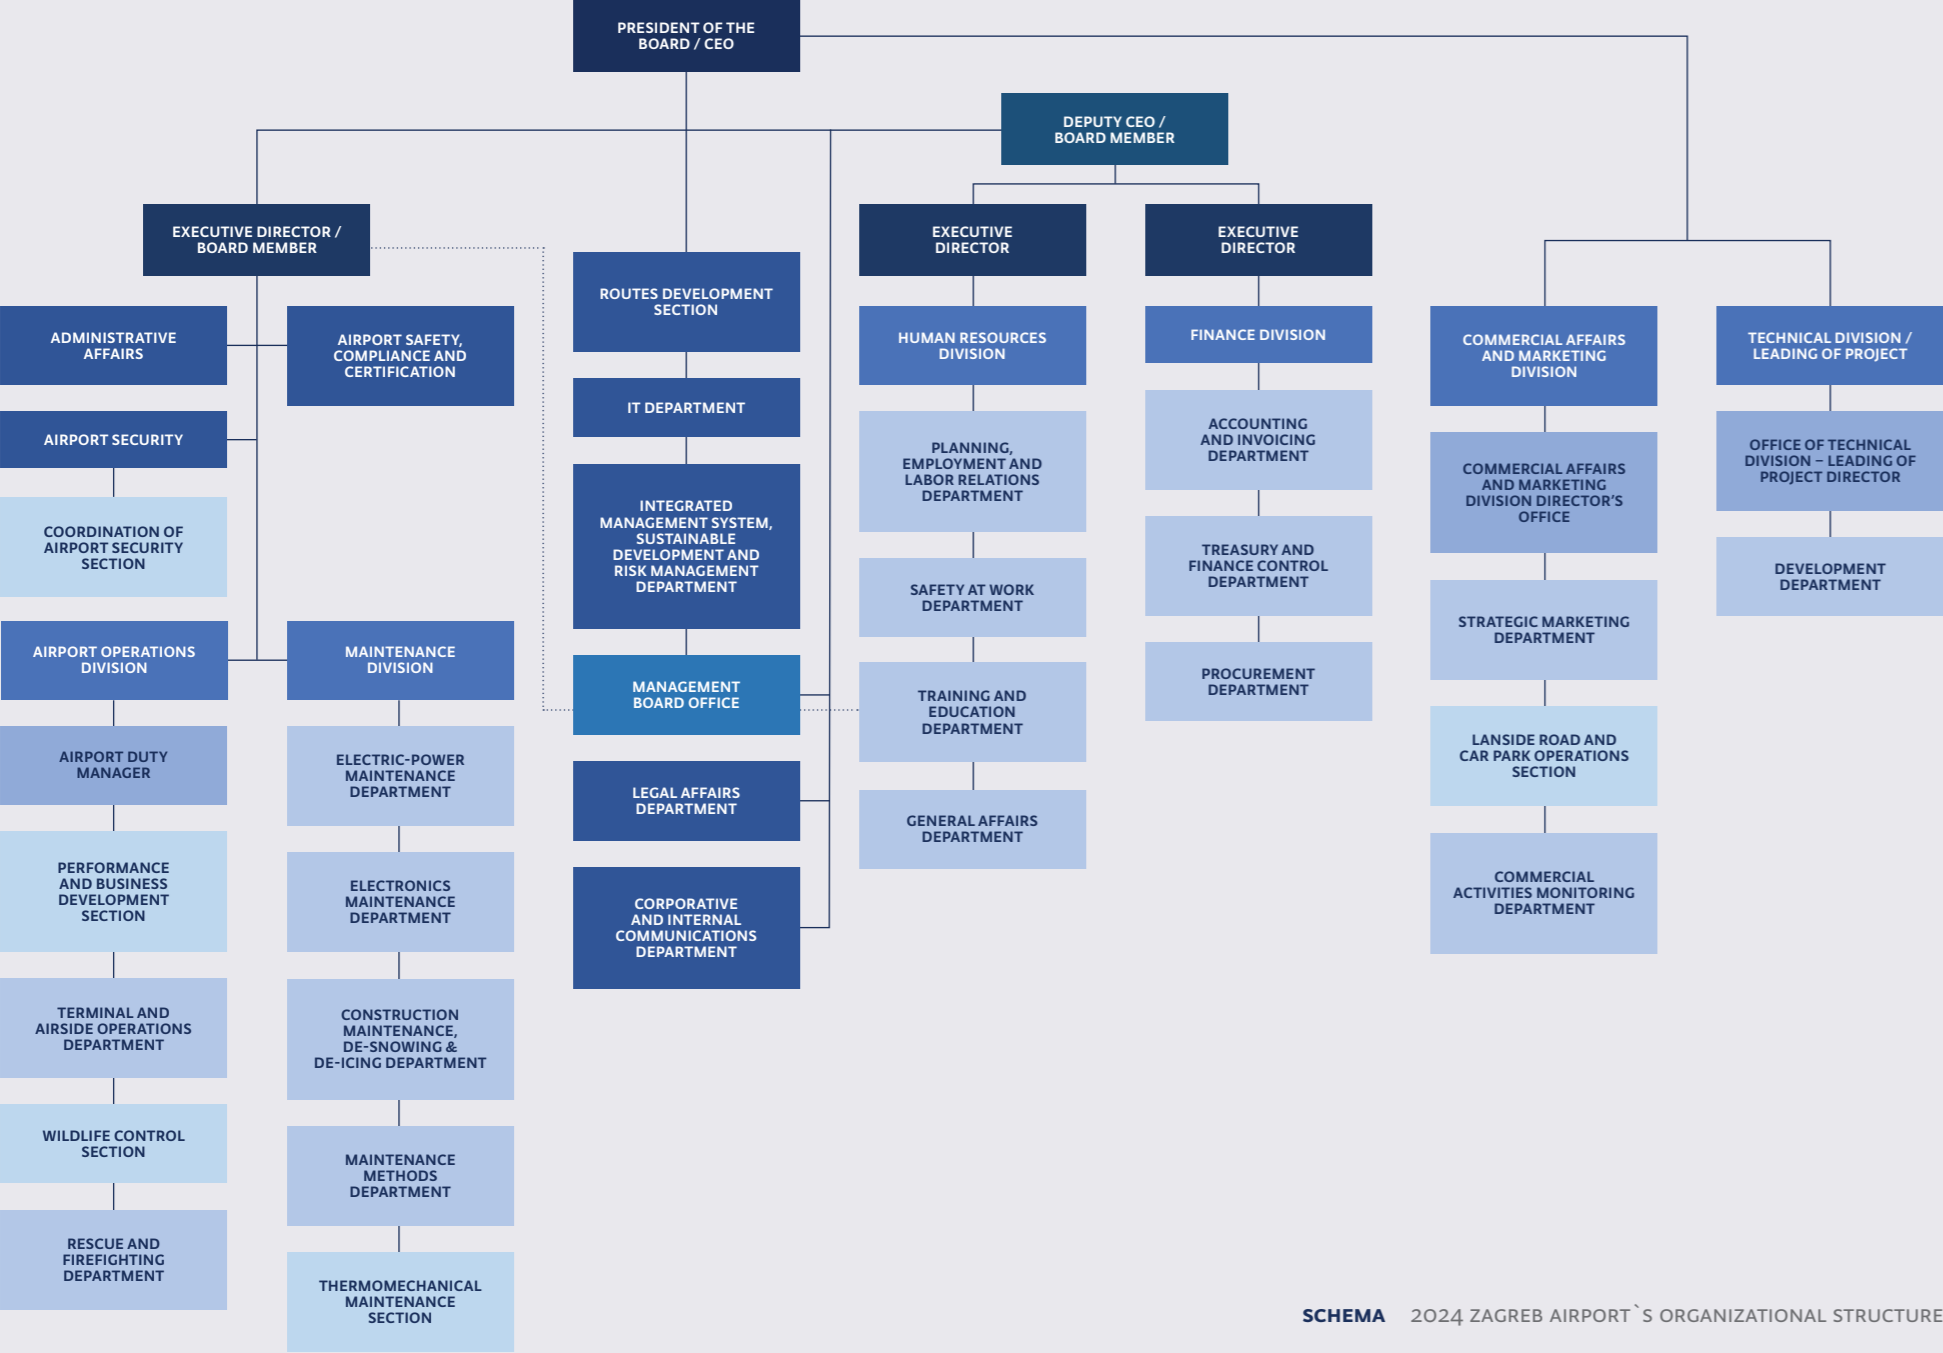 PRESIDENT OF THE
BOARD / CEO
DEPUTY CEO /
BOARD MEMBER
EXECUTIVE DIRECTOR /
BOARD MEMBER
ADMINISTRATIVE
AFFAIRS
AIRPORT SAFETY,
COMPLIANCE AND
CERTIFICATION
AIRPORT SECURITY
COORDINATION OF
AIRPORT SECURITY
SECTION
AIRPORT OPERATIONS
DIVISION
AIRPORT DUTY
MANAGER
PERFORMANCE
AND BUSINESS
DEVELOPMENT
SECTION
TERMINAL AND
AIRSIDE OPERATIONS
DEPARTMENT
WILDLIFE CONTROL
SECTION
RESCUE AND
FIREFIGHTING
DEPARTMENT
MAINTENANCE
DIVISION
ELECTRIC-POWER
MAINTENANCE
DEPARTMENT
ELECTRONICS
MAINTENANCE
DEPARTMENT
CONSTRUCTION
MAINTENANCE,
DE-SNOWING &
DE-ICING DEPARTMENT
MAINTENANCE
METHODS
DEPARTMENT
THERMOMECHANICAL
MAINTENANCE
SECTION
ROUTES DEVELOPMENT
SECTION
IT DEPARTMENT
INTEGRATED
MANAGEMENT SYSTEM,
SUSTAINABLE
DEVELOPMENT AND
RISK MANAGEMENT
DEPARTMENT
MANAGEMENT
BOARD OFFICE
LEGAL AFFAIRS
DEPARTMENT
CORPORATIVE
AND INTERNAL
COMMUNICATIONS
DEPARTMENT
EXECUTIVE
DIRECTOR
HUMAN RESOURCES
DIVISION
PLANNING,
EMPLOYMENT AND
LABOR RELATIONS
DEPARTMENT
SAFETY AT WORK
DEPARTMENT
TRAINING AND
EDUCATION
DEPARTMENT
GENERAL AFFAIRS
DEPARTMENT
EXECUTIVE
DIRECTOR
FINANCE DIVISION
ACCOUNTING
AND INVOICING
DEPARTMENT
TREASURY AND
FINANCE CONTROL
DEPARTMENT
PROCUREMENT
DEPARTMENT
COMMERCIAL AFFAIRS
AND MARKETING
DIVISION
COMMERCIAL AFFAIRS
AND MARKETING
DIVISION DIRECTOR'S
OFFICE
STRATEGIC MARKETING
DEPARTMENT
LANSIDE ROAD AND
CAR PARK OPERATIONS
SECTION
COMMERCIAL
ACTIVITIES MONITORING
DEPARTMENT
TECHNICAL DIVISION /
LEADING OF PROJECT
OFFICE OF TECHNICAL
DIVISION – LEADING OF
PROJECT DIRECTOR
DEVELOPMENT
DEPARTMENT
SCHEMA 2024 ZAGREB AIRPORT`S ORGANIZATIONAL STRUCTURE